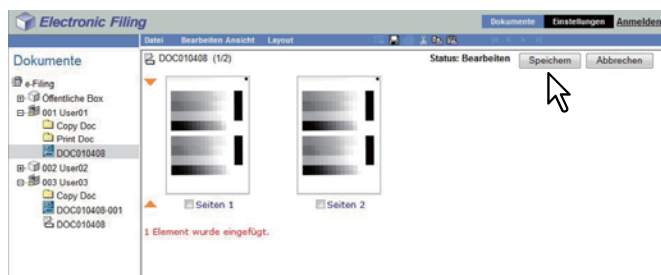 Electronic Filing
Dokumente Einstellungen Anmelden
Datei Bearbeiten Ansicht Layout
Dokumente
DOC010408 (1/2)
Status: Bearbeiten
Speichern
Abbrechen
e-Filing
Öffentliche Box
001 User01
Copy Doc
Print Doc
DOC010408
002 User02
003 User03
Copy Doc
DOC010408-001
DOC010408
Seiten 1
Seiten 2
1 Element wurde eingefügt.